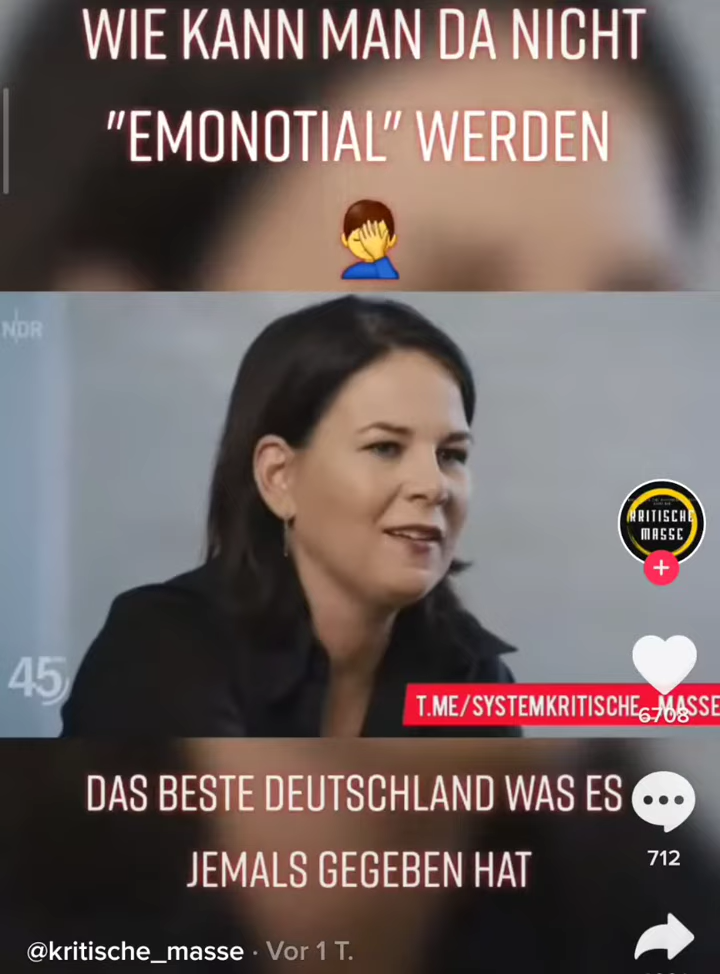 WIE KANN MAN DA NICHT
"EMONOTIAL" WERDEN
NDR
KRITISCHE
MASSE
45
T.ME/SYSTEMKRITISCHE_MASSE
6708
DAS BESTE DEUTSCHLAND WAS ES
JEMALS GEGEBEN HAT
712
@kritische_masse · Vor 1 T.